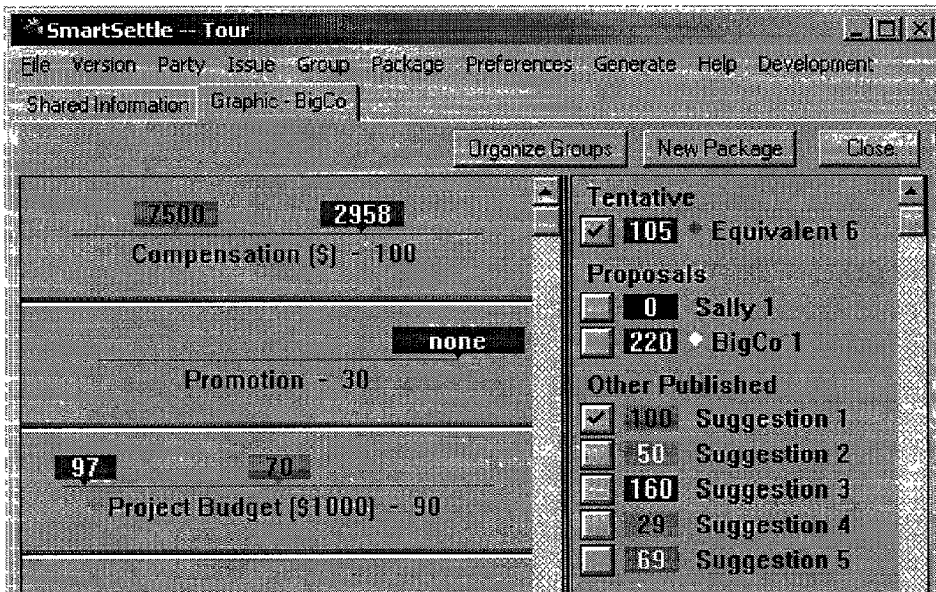 SmartSettle -- Tour
File Version Party Issue Group Package Preferences Generate Help Development
Shared Information Graphic - BigCo
Organize Groups New Package Close
7500 2958
Compensation ($) - 100
none
Promotion - 30
97 70
Project Budget ($1000) - 90
Tentative
105 Equivalent 6
Proposals
0 Sally 1
220 BigCo 1
Other Published
100 Suggestion 1
50 Suggestion 2
160 Suggestion 3
29 Suggestion 4
69 Suggestion 5